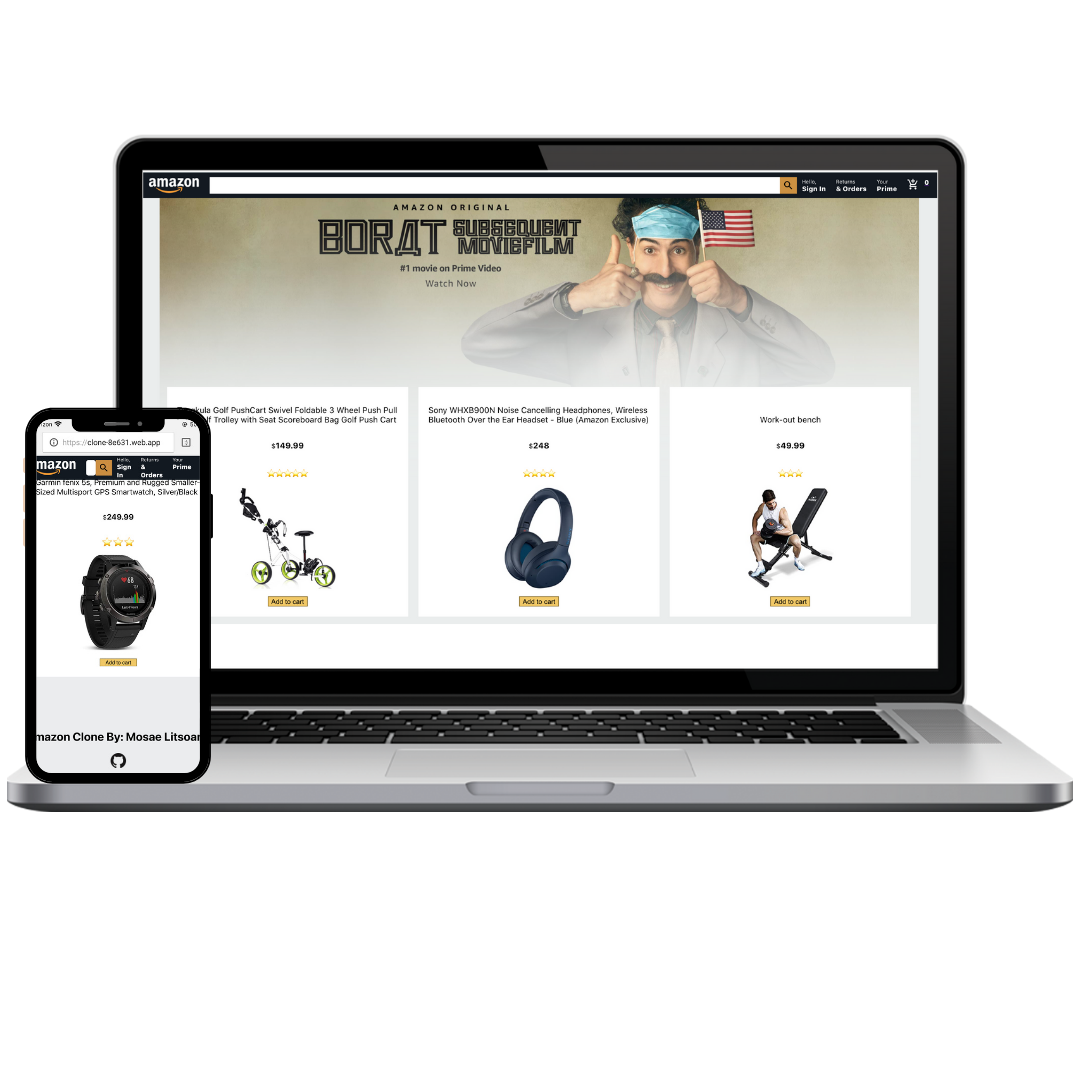 amazon
Hello,
Sign In
Returns
& Orders
Your
Prime
0
AMAZON ORIGINAL
BORДT SUBSEQUENT
MOVIEFILM
#1 movie on Prime Video
Watch Now
Golf PushCart Swivel Foldable 3 Wheel Push Pull
Trolley with Seat Scoreboard Bag Golf Push Cart
$149.99
Add to cart
Sony WHXB900N Noise Cancelling Headphones, Wireless
Bluetooth Over the Ear Headset - Blue (Amazon Exclusive)
$248
Add to cart
Work-out bench
$49.99
Add to cart
https://clone-8e631.web.app
mazon
Hello,
Sign
In
Returns
&
Orders
Your
Prime
Garmin fenix 5s, Premium and Rugged Smaller-
Sized Multisport GPS Smartwatch, Silver/Black
$249.99
68
Add to cart
mazon Clone By: Mosae Litsoan